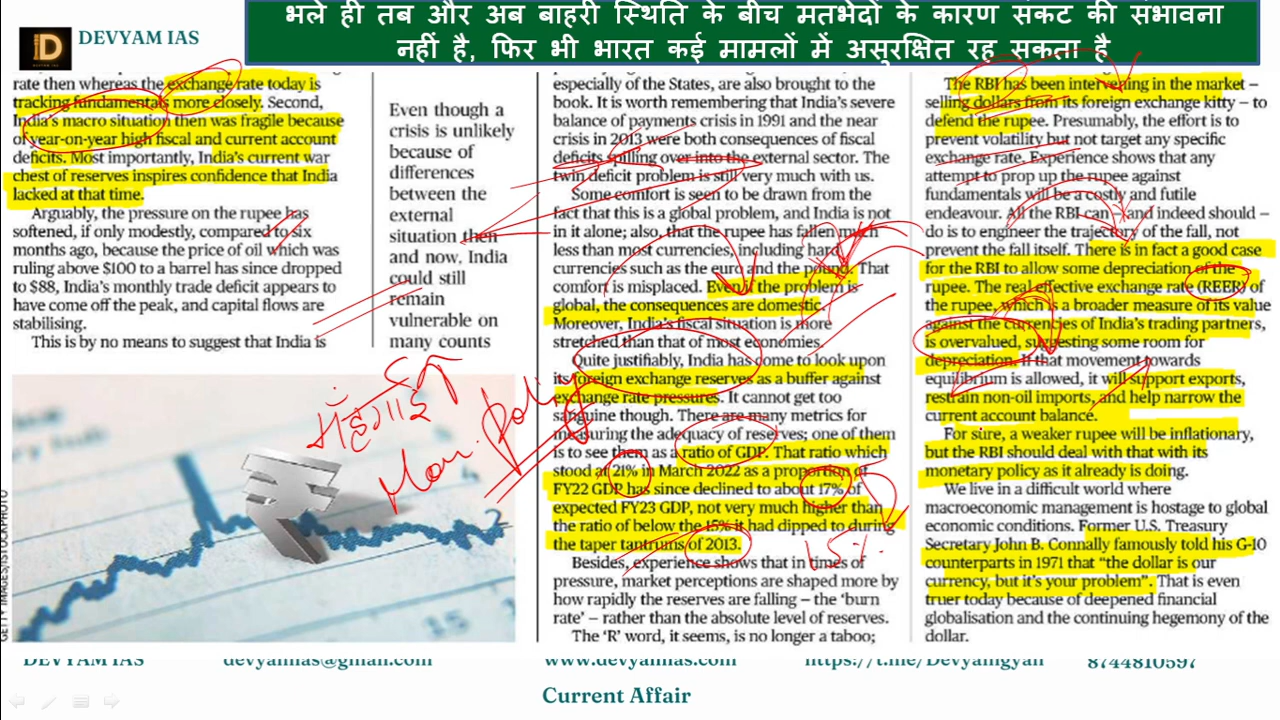 भले ही तब और अब बाहरी स्थिति के बीच मतभेदों के कारण संकट की संभावना
नहीं है, फिर भी भारत कई मामलों में असुरक्षित रह सकता है
DEVYAM IAS
rate then whereas the exchange rate today is
tracking fundamentals more closely. Second,
India's macro situation then was fragile because
of year-on-year high fiscal and current account
deficits. Most importantly, India's current war
chest of reserves inspires confidence that India
lacked at that time.
Arguably, the pressure on the rupee has
softened, if only modestly, compared to six
months ago, because the price of oil which was
ruling above $100 to a barrel has since dropped
to $88, India's monthly trade deficit appears to
have come off the peak, and capital flows are
stabilising.
This is by no means to suggest that India is
Even though a
crisis is unlikely
because of
differences
between the
external
situation then
and now, India
could still
remain
vulnerable on
many counts
महंगाई
Mon. Policy
GETTY IMAGES/ISTOCKPHOTO
especially of the States, are also brought to the
book. It is worth remembering that India's severe
balance of payments crisis in 1991 and the near
crisis in 2013 were both consequences of fiscal
deficits spilling over into the external sector. The
twin deficit problem is still very much with us.
Some comfort is seen to be drawn from the
fact that this is a global problem, and India is not
in it alone; also, that the rupee has fallen much
less than most currencies, including hard
currencies such as the euro and the pound. That
comfort is misplaced. Even if the problem is
global, the consequences are domestic.
Moreover, India's fiscal situation is more
stretched than that of most economies.
Quite justifiably, India has come to look upon
its foreign exchange reserves as a buffer against
exchange rate pressures. It cannot get too
sanguine though. There are many metrics for
measuring the adequacy of reserves; one of them
is to see them as a ratio of GDP. That ratio which
stood at 21% in March 2022 as a proportion of
FY22 GDP has since declined to about 17% of
expected FY23 GDP, not very much higher than
the ratio of below the 15% it had dipped to during
the taper tantrums of 2013.
15%
Besides, experience shows that in times of
pressure, market perceptions are shaped more by
how rapidly the reserves are falling – the 'burn
rate' – rather than the absolute level of reserves.
The 'R' word, it seems, is no longer a taboo;
The RBI has been intervening in the market –
selling dollars from its foreign exchange kitty – to
defend the rupee. Presumably, the effort is to
prevent volatility but not target any specific
exchange rate. Experience shows that any
attempt to prop up the rupee against
fundamentals will be a costly and futile
endeavour. All the RBI can – and indeed should –
do is to engineer the trajectory of the fall, not
prevent the fall itself. There is in fact a good case
for the RBI to allow some depreciation of the
rupee. The real effective exchange rate (REER) of
the rupee, which is a broader measure of its value
against the currencies of India's trading partners,
is overvalued, suggesting some room for
depreciation. If that movement towards
equilibrium is allowed, it will support exports,
restrain non-oil imports, and help narrow the
current account balance.
For sure, a weaker rupee will be inflationary,
but the RBI should deal with that with its
monetary policy as it already is doing.
We live in a difficult world where
macroeconomic management is hostage to global
economic conditions. Former U.S. Treasury
Secretary John B. Connally famously told his G-10
counterparts in 1971 that "the dollar is our
currency, but it's your problem". That is even
truer today because of deepened financial
globalisation and the continuing hegemony of the
dollar.
DEVYAM IAS devyamias@gmail.com www.devyamias.com https://t.me/Devyamgyan 8744810597
Current Affair